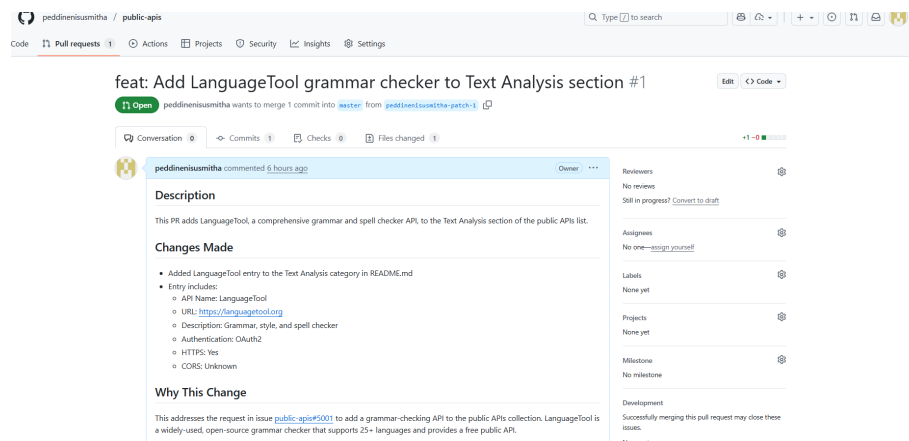 peddinenisusmitha / public-apis
Type / to search
Code Pull requests 1 Actions Projects Security Insights Settings
feat: Add LanguageTool grammar checker to Text Analysis section #1
Edit <> Code
Open peddinenisusmitha wants to merge 1 commit into master from peddinenisusmitha-patch-1
Conversation 0 Commits 1 Checks 0 Files changed 1 +1 −0
peddinenisusmitha commented 6 hours ago Owner ...
Description
This PR adds LanguageTool, a comprehensive grammar and spell checker API, to the Text Analysis section of the public APIs list.
Changes Made
• Added LanguageTool entry to the Text Analysis category in README.md
• Entry includes:
○ API Name: LanguageTool
○ URL: https://languagetool.org
○ Description: Grammar, style, and spell checker
○ Authentication: OAuth2
○ HTTPS: Yes
○ CORS: Unknown
Why This Change
This addresses the request in issue public-apis#5001 to add a grammar-checking API to the public APIs collection. LanguageTool is
a widely-used, open-source grammar checker that supports 25+ languages and provides a free public API.
Reviewers
No reviews
Still in progress? Convert to draft
Assignees
No one—assign yourself
Labels
None yet
Projects
None yet
Milestone
No milestone
Development
Successfully merging this pull request may close these
issues.